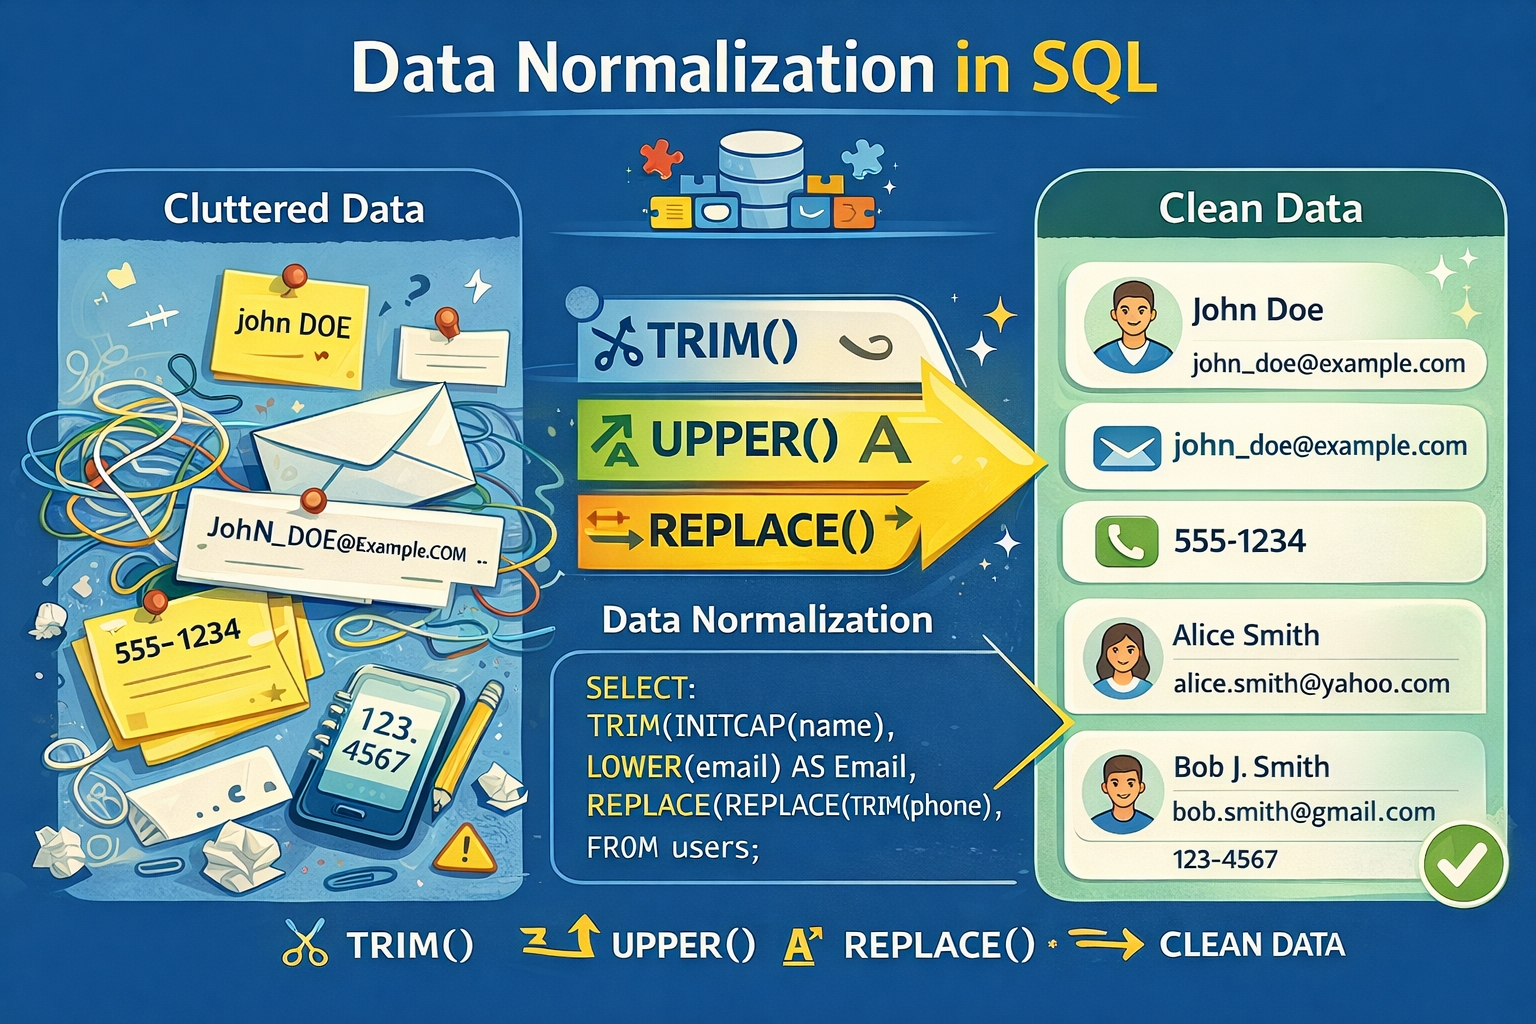 Data Normalization in SQL
Cluttered Data
john DOE
JohN_DOE@Example.COM ..
555-1234
123.
4567
TRIM()
UPPER() A
REPLACE()
Data Normalization
SELECT:
TRIM(INITCAP(name),
LOWER(email) AS Email,
REPLACE(REPLACE(TRIM(phone),
FROM users;
Clean Data
John Doe
john_doe@example.com
john_doe@example.com
555-1234
Alice Smith
alice.smith@yahoo.com
Bob J. Smith
bob.smith@gmail.com
123-4567
TRIM() UPPER() REPLACE() CLEAN DATA